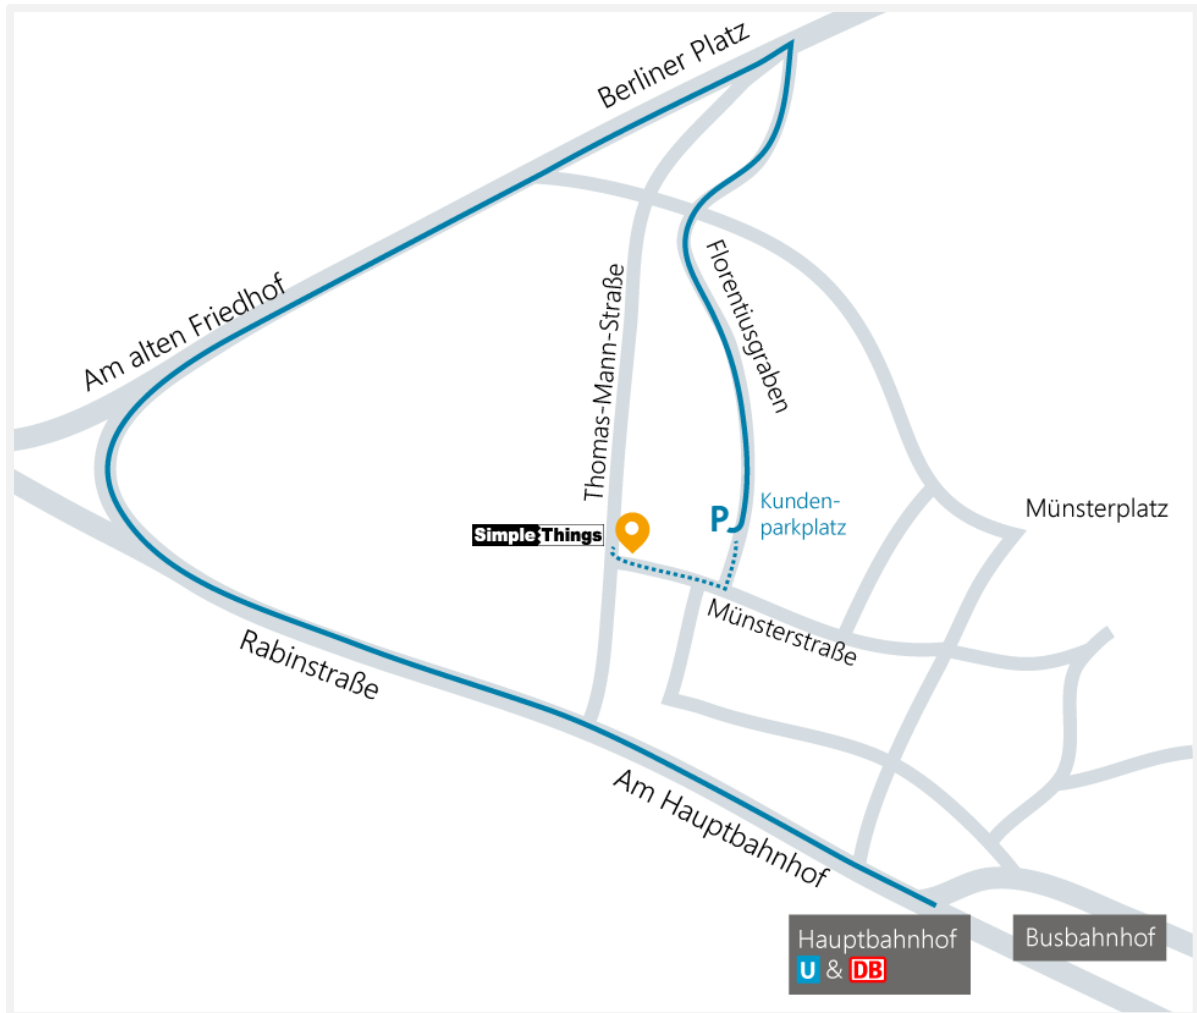 Berliner Platz
Am alten Friedhof
Florentiusgraben
Thomas-Mann-Straße
Kunden-
parkplatz
P
Münsterplatz
Simple Things
Münsterstraße
Rabinstraße
Am Hauptbahnhof
Hauptbahnhof
U & DB
Busbahnhof